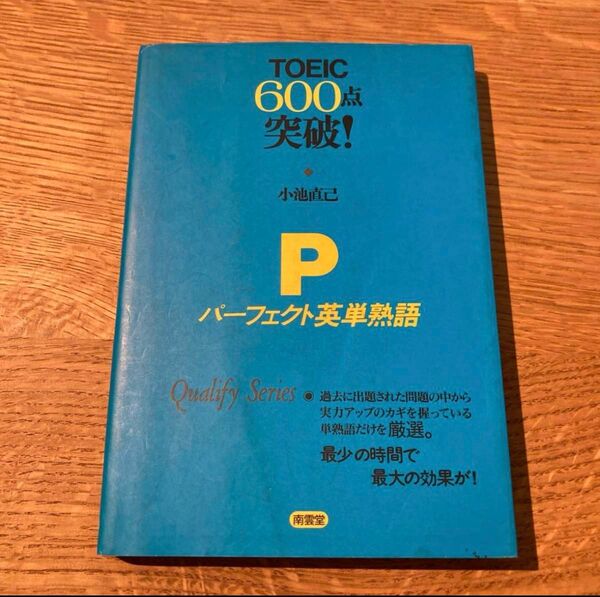 TOEIC
600点
突破!
小池直己
P
パーフェクト英単熟語
Qualify Series ◉ 過去に出題された問題の中から
実力アップのカギを握っている
単熟語だけを厳選。
最少の時間で
最大の効果が!
南雲堂